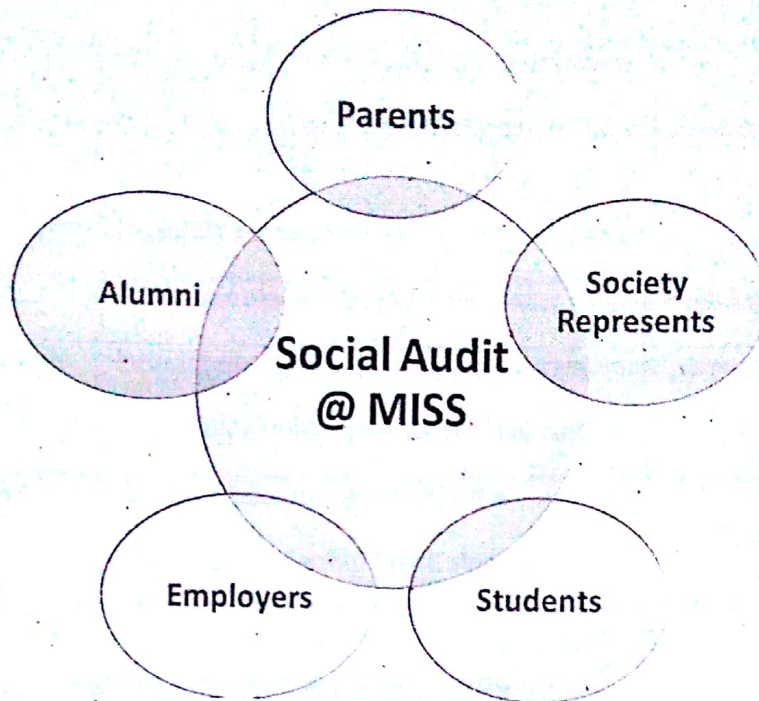 Parents
Alumni
Society
Represents
Social Audit
@ MISS
Employers
Students